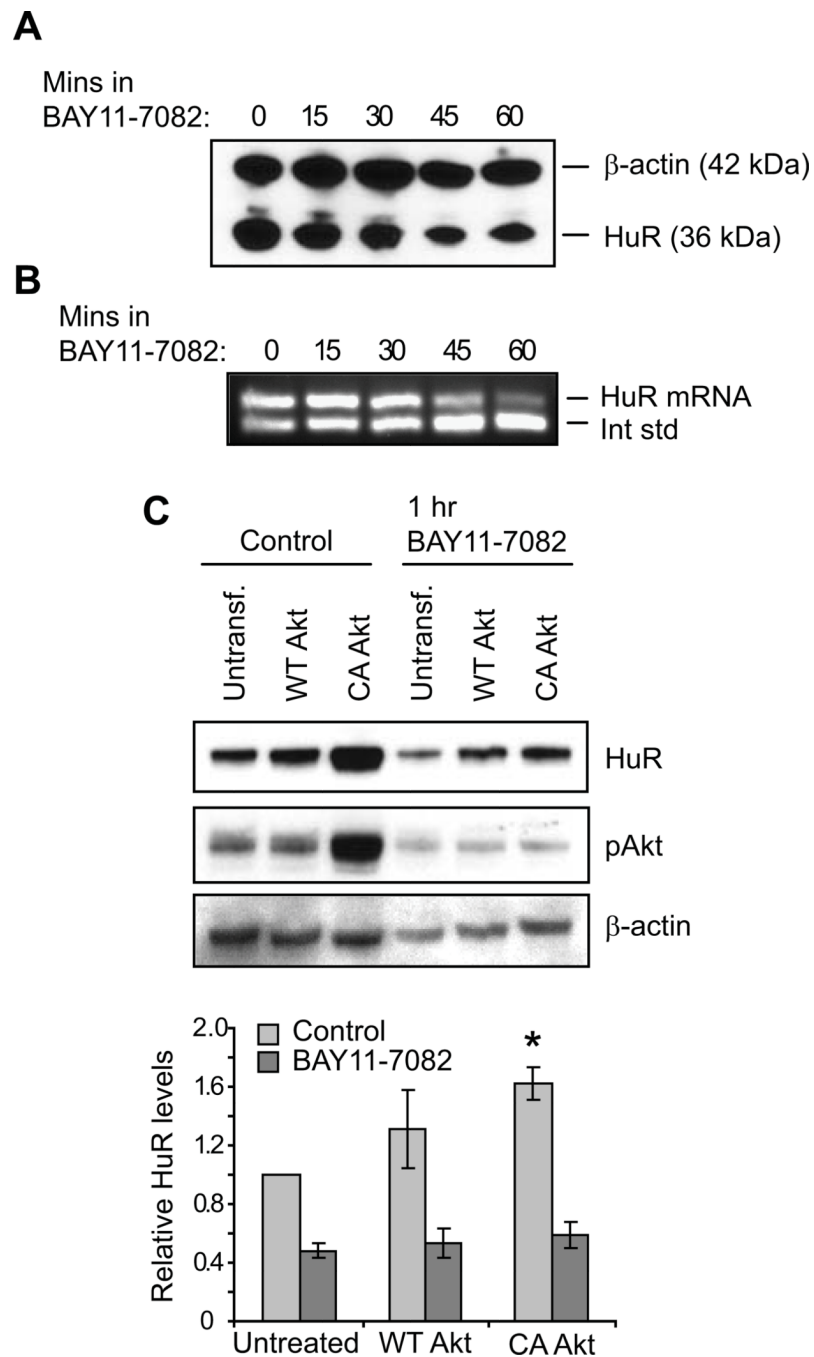 A
Mins in
BAY11-7082: 0 15 30 45 60
β-actin (42 kDa)
HuR (36 kDa)
B
Mins in
BAY11-7082: 0 15 30 45 60
HuR mRNA
Int std
C
Control
1 hr
BAY11-7082
Untransf.
WT Akt
CA Akt
Untransf.
WT Akt
CA Akt
HuR
pAkt
β-actin
Relative HuR levels
2.0
1.6
1.2
0.8
0.4
0
Control
BAY11-7082
*
Untreated WT Akt CA Akt